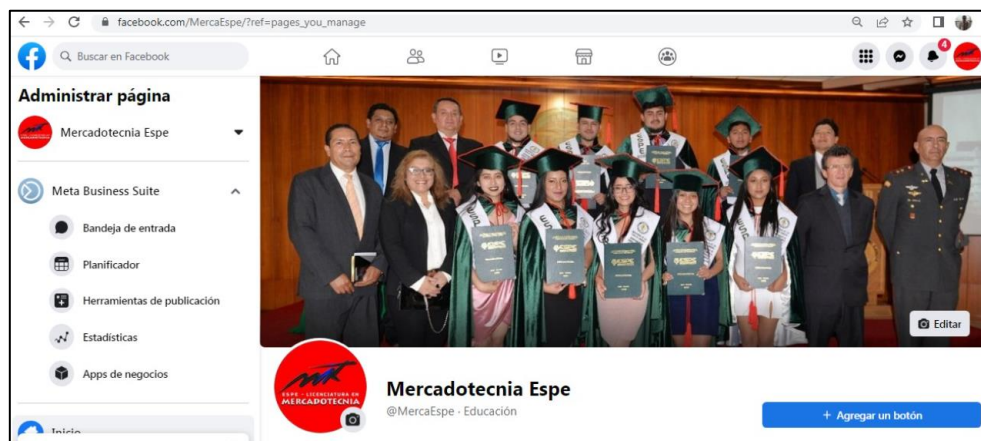 facebook.com/MercaEspe/?ref=pages_you_manage
Buscar en Facebook
4
Administrar página
Mercadotecnia Espe
Meta Business Suite
Bandeja de entrada
Planificador
Herramientas de publicación
Estadísticas
Apps de negocios
Inicio
Editar
ESPE - LICENCIATURA EN
MERCADOTECNIA
Mercadotecnia Espe
@MercaEspe · Educación
+ Agregar un botón